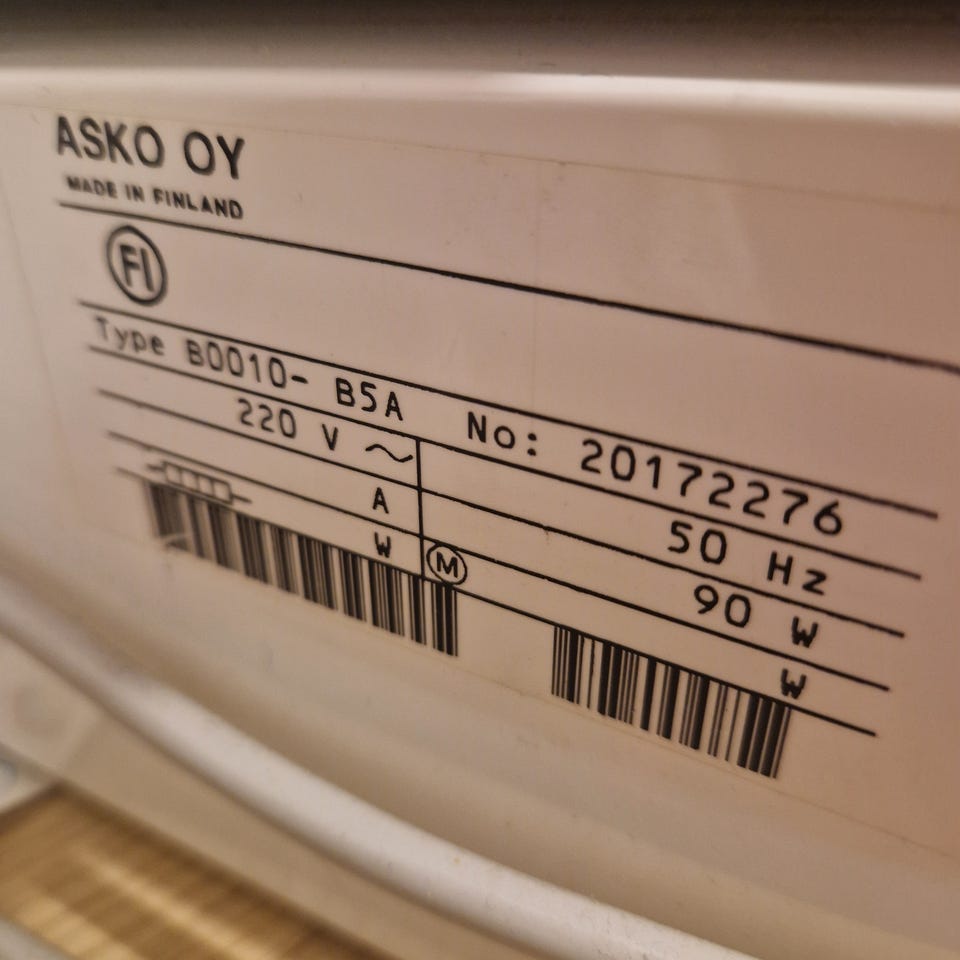 ASKO OY
MADE IN FINLAND
FI
Type B0010- B5A No: 20172276
220 V ~ 50 Hz
A 90 W
W M W